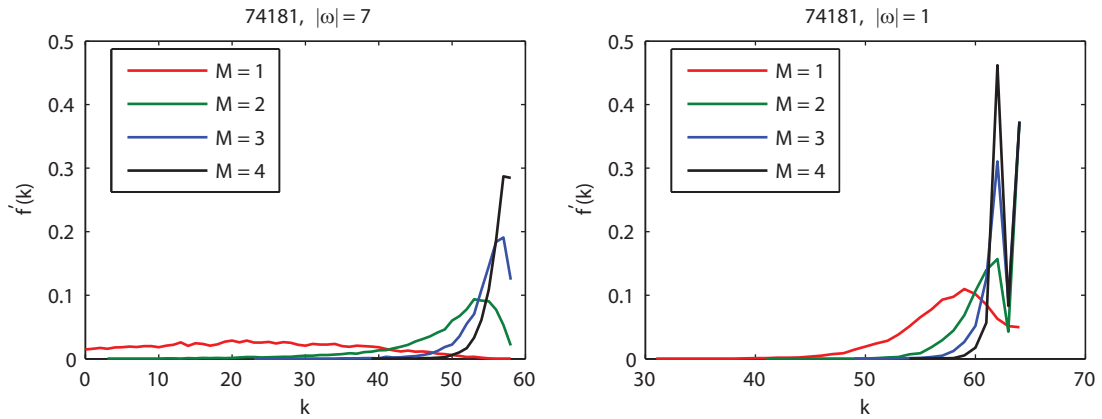 74181, |ω| = 7
0.5
0.4
0.3
0.2
0.1
0
f′(k)
M = 1
M = 2
M = 3
M = 4
0 10 20 30 40 50 60
k
74181, |ω| = 1
0.5
0.4
0.3
0.2
0.1
0
f′(k)
M = 1
M = 2
M = 3
M = 4
30 40 50 60 70
k